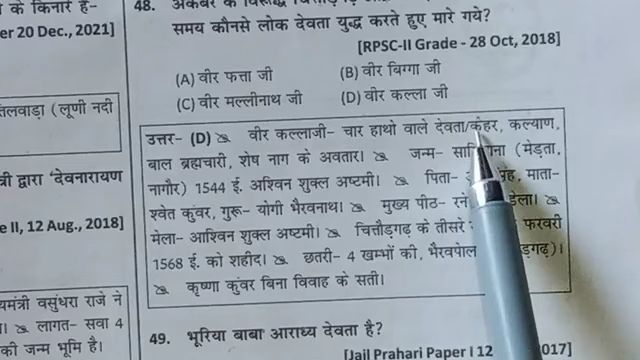 के किनारे है-
er 20 Dec., 2021]
तलवाड़ा (लूणी नदी
त्री द्वारा 'देवनारायण
e II, 12 Aug., 2018]
यमंत्री वसुंधरा राजे ने
लागत- सवा 4
की जन्म भूमि है।
48.
समय कौनसे लोक देवता युद्ध करते हुए मारे गये?
[RPSC-II Grade - 28 Oct, 2018]
(A) वीर फत्ता जी (B) वीर बिग्गा जी
(C) वीर मल्लीनाथ जी (D) वीर कल्ला जी
उत्तर- (D) वीर कल्लाजी- चार हाथो वाले देवता/केहर, कल्याण,
बाल ब्रह्मचारी, शेष नाग के अवतार। जन्म- (मेड़ता,
नागौर) 1544 ई. अश्विन शुक्ल अष्टमी। पिता- माता-
श्वेत कुंवर, गुरू- योगी भैरवनाथ। मुख्य पीठ-
मेला- आश्विन शुक्ल अष्टमी। चित्तौड़गढ़ के तीसरे फरवरी
1568 ई. को शहीद। छतरी- 4 खम्भों की, भैरवपोल
कृष्णा कुंवर बिना विवाह के सती।
49. भूरिया बाबा आराध्य देवता है?
[Jail Prahari Paper I 12 017]